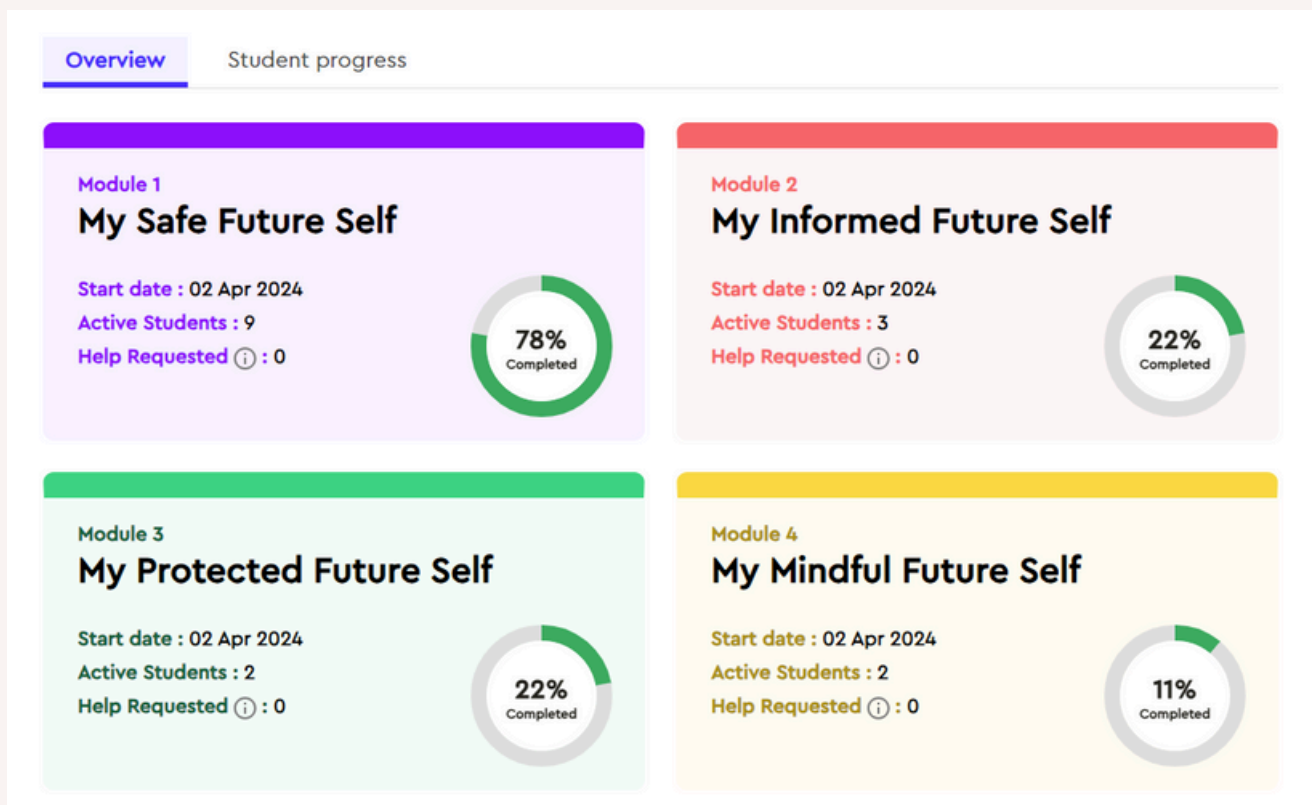 Overview
Student progress
Module 1
My Safe Future Self
Start date : 02 Apr 2024
Active Students : 9
Help Requested ⓘ : 0
78%
Completed
Module 2
My Informed Future Self
Start date : 02 Apr 2024
Active Students : 3
Help Requested ⓘ : 0
22%
Completed
Module 3
My Protected Future Self
Start date : 02 Apr 2024
Active Students : 2
Help Requested ⓘ : 0
22%
Completed
Module 4
My Mindful Future Self
Start date : 02 Apr 2024
Active Students : 2
Help Requested ⓘ : 0
11%
Completed